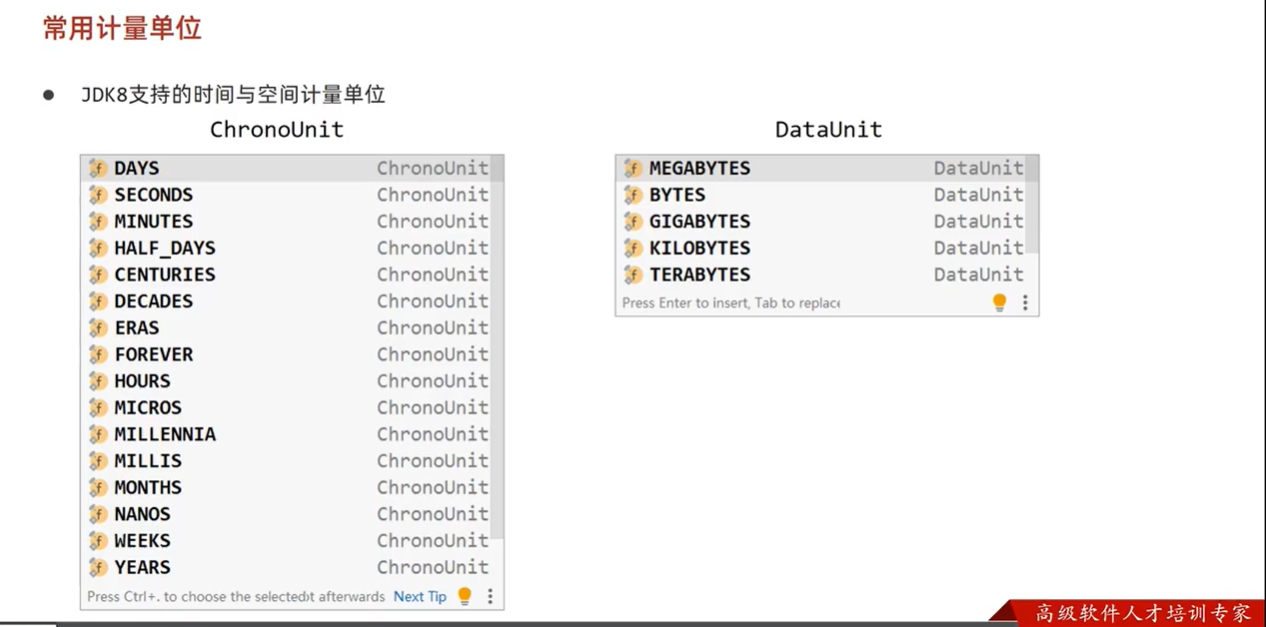 常用计量单位
● JDK8支持的时间与空间计量单位
ChronoUnit
DAYS ChronoUnit
SECONDS ChronoUnit
MINUTES ChronoUnit
HALF_DAYS ChronoUnit
CENTURIES ChronoUnit
DECADES ChronoUnit
ERAS ChronoUnit
FOREVER ChronoUnit
HOURS ChronoUnit
MICROS ChronoUnit
MILLENNIA ChronoUnit
MILLIS ChronoUnit
MONTHS ChronoUnit
NANOS ChronoUnit
WEEKS ChronoUnit
YEARS ChronoUnit
Press Ctrl+. to choose the selected afterwards Next Tip
DataUnit
MEGABYTES DataUnit
BYTES DataUnit
GIGABYTES DataUnit
KILOBYTES DataUnit
TERABYTES DataUnit
Press Enter to insert, Tab to replace
高级软件人才培训专家